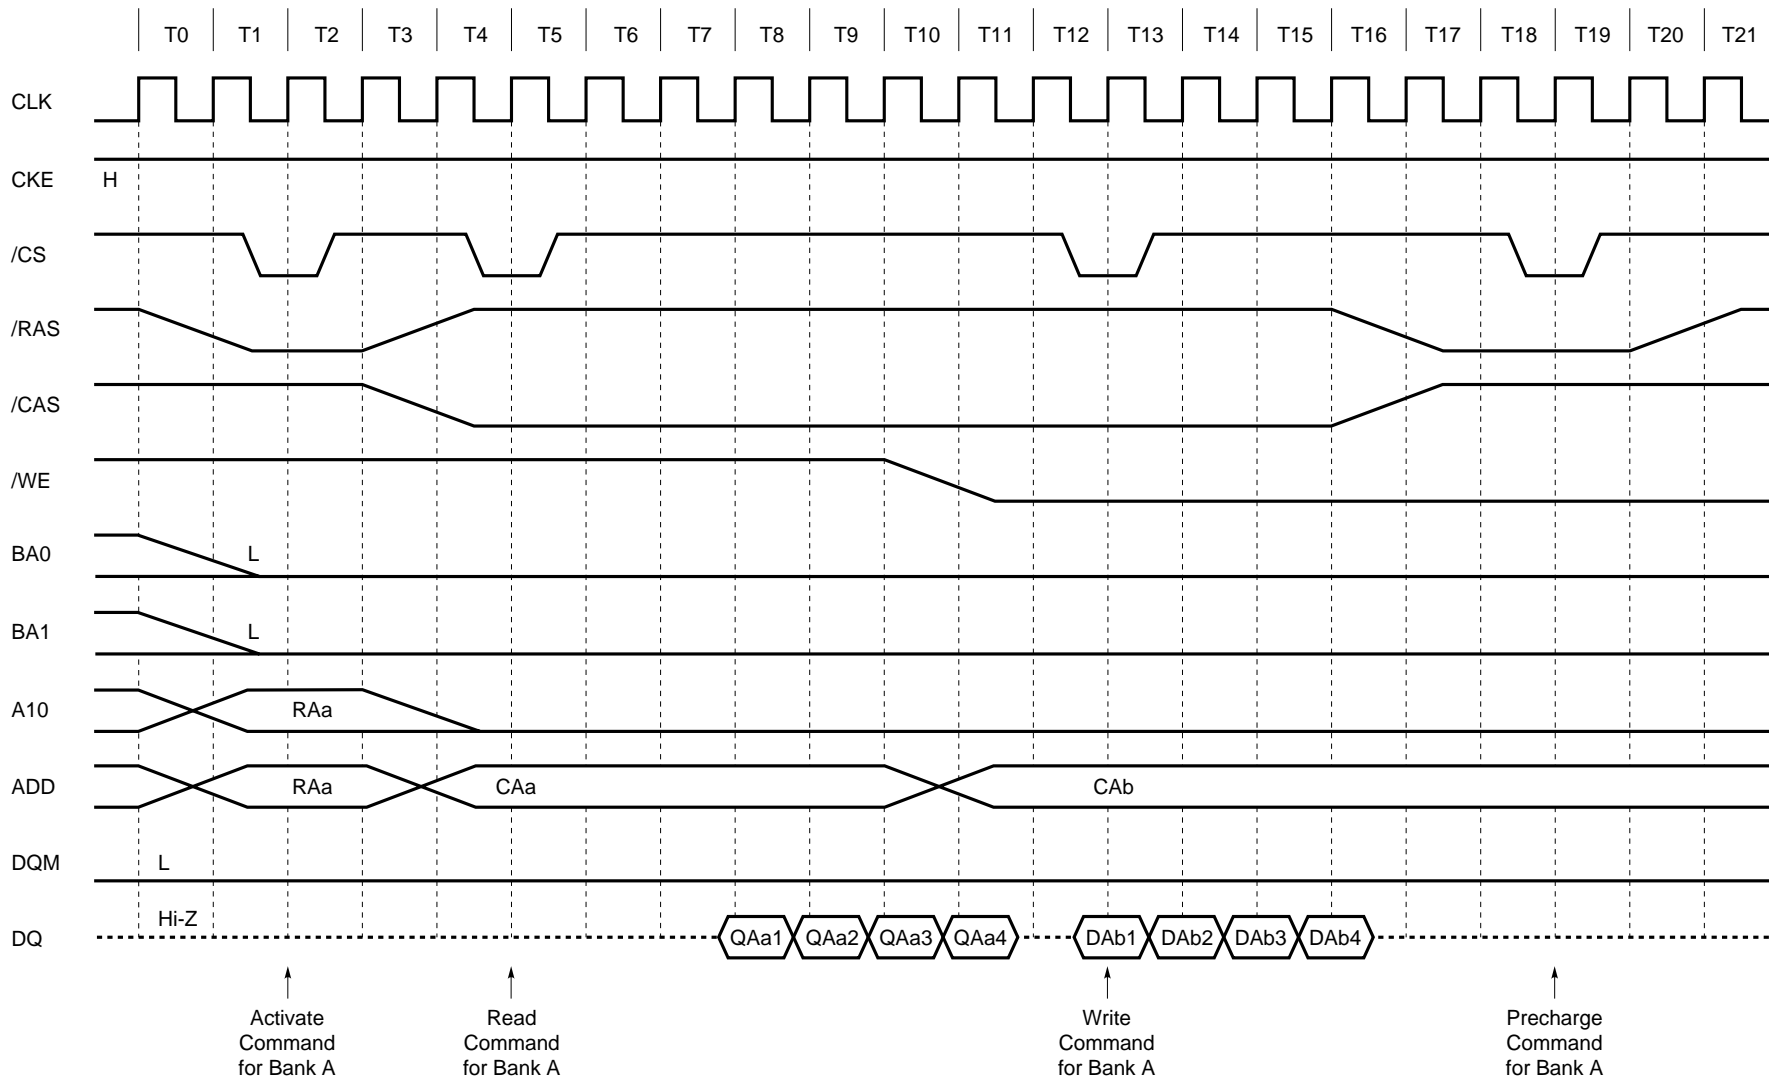 T0 T1 T2 T3 T4 T5 T6 T7 T8 T9 T10 T11 T12 T13 T14 T15 T16 T17 T18 T19 T20 T21
CLK
CKE H
/CS
/RAS
/CAS
/WE
BA0 L
BA1 L
A10 RAa
ADD RAa CAa CAb
DQM L
Hi-Z
DQ QAa1 QAa2 QAa3 QAa4 DAb1 DAb2 DAb3 DAb4
Activate
Command
for Bank A
Read
Command
for Bank A
Write
Command
for Bank A
Precharge
Command
for Bank A